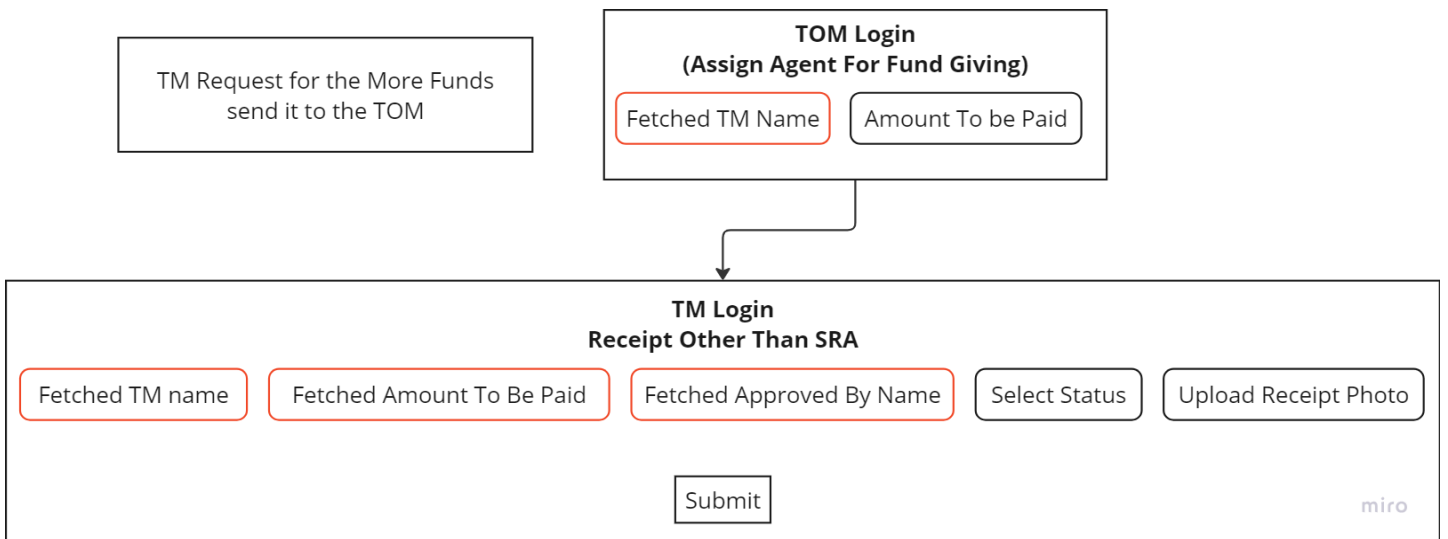 TM Request for the More Funds
send it to the TOM
TOM Login
(Assign Agent For Fund Giving)
Fetched TM Name
Amount To be Paid
TM Login
Receipt Other Than SRA
Fetched TM name
Fetched Amount To Be Paid
Fetched Approved By Name
Select Status
Upload Receipt Photo
Submit
miro